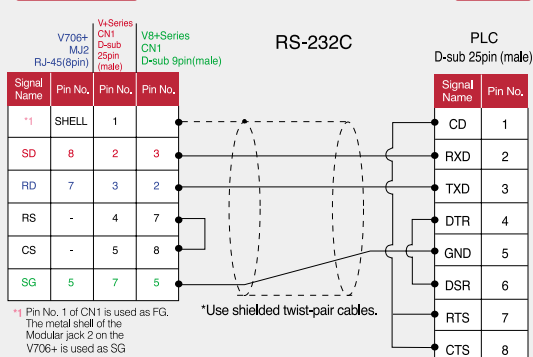 V706+
MJ2
RJ-45(8pin)
V+Series
CN1
D-sub
25pin
(male)
V8+Series
CN1
D-sub 9pin(male)
RS-232C
PLC
D-sub 25pin (male)
Signal Name Pin No. Pin No. Pin No.
*1 SHELL 1
SD 8 2 3
RD 7 3 2
RS - 4 7
CS - 5 8
SG 5 7 5
Signal Name Pin No.
CD 1
RXD 2
TXD 3
DTR 4
GND 5
DSR 6
RTS 7
CTS 8
*Use shielded twist-pair cables.
*1 Pin No. 1 of CN1 is used as FG.
The metal shell of the
Modular jack 2 on the
V706+ is used as SG